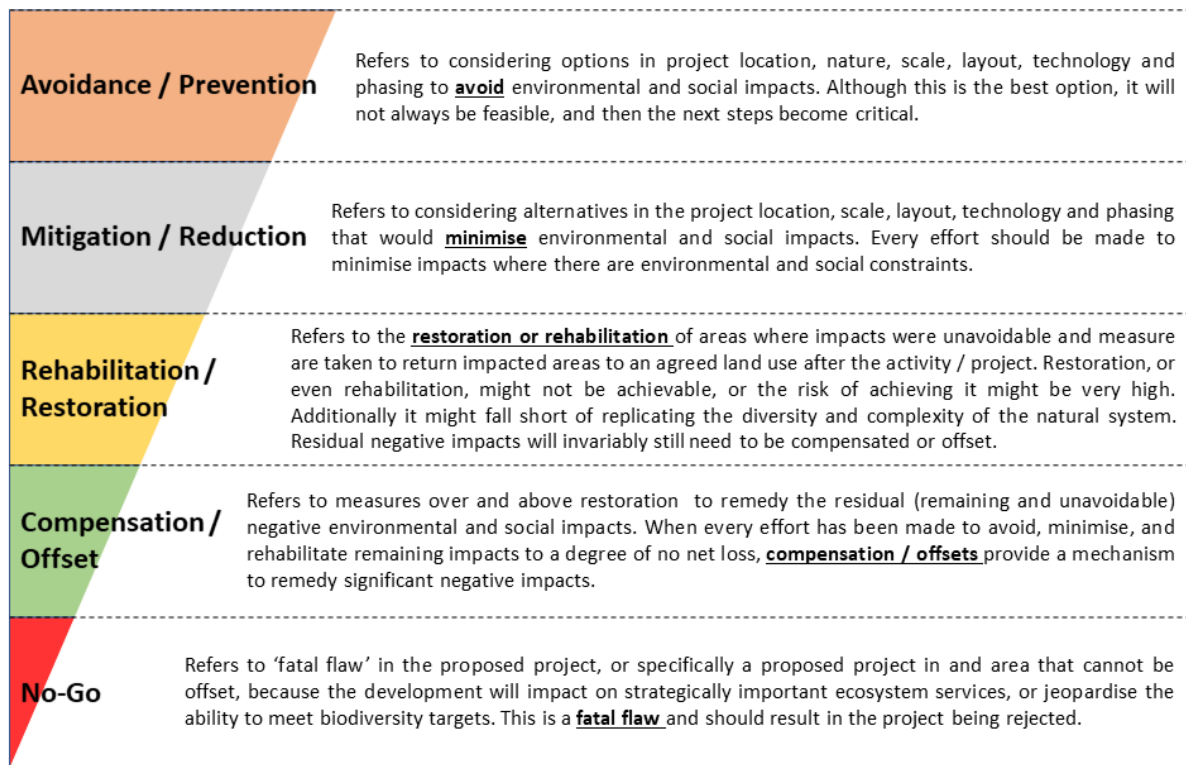 Avoidance / Prevention
Refers to considering options in project location, nature, scale, layout, technology and
phasing to avoid environmental and social impacts. Although this is the best option, it will
not always be feasible, and then the next steps become critical.
Mitigation / Reduction
Refers to considering alternatives in the project location, scale, layout, technology and phasing
that would minimise environmental and social impacts. Every effort should be made to
minimise impacts where there are environmental and social constraints.
Rehabilitation /
Restoration
Refers to the restoration or rehabilitation of areas where impacts were unavoidable and measure
are taken to return impacted areas to an agreed land use after the activity / project. Restoration, or
even rehabilitation, might not be achievable, or the risk of achieving it might be very high.
Additionally it might fall short of replicating the diversity and complexity of the natural system.
Residual negative impacts will invariably still need to be compensated or offset.
Compensation /
Offset
Refers to measures over and above restoration to remedy the residual (remaining and unavoidable)
negative environmental and social impacts. When every effort has been made to avoid, minimise, and
rehabilitate remaining impacts to a degree of no net loss, compensation / offsets provide a mechanism
to remedy significant negative impacts.
No-Go
Refers to ‘fatal flaw’ in the proposed project, or specifically a proposed project in and area that cannot be
offset, because the development will impact on strategically important ecosystem services, or jeopardise the
ability to meet biodiversity targets. This is a fatal flaw and should result in the project being rejected.